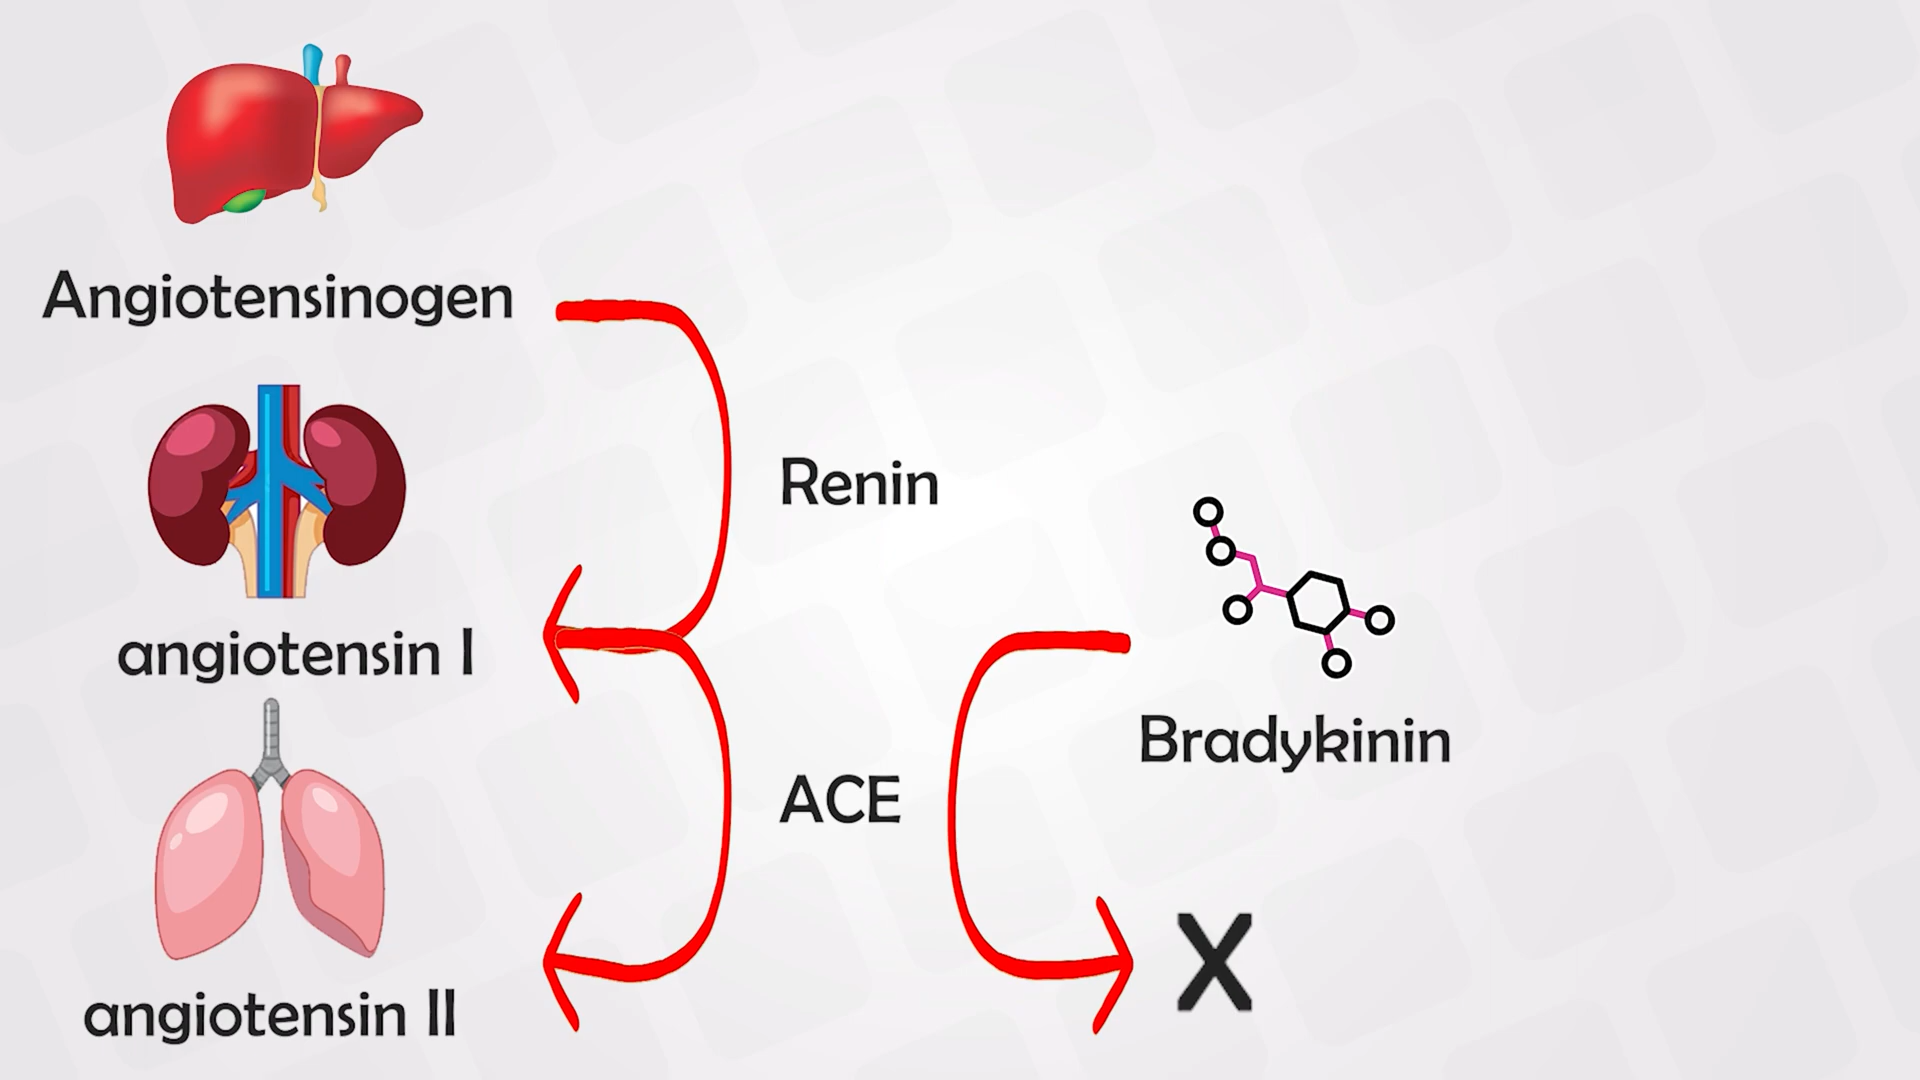 Angiotensinogen
Renin
angiotensin I
Bradykinin
ACE
X
angiotensin II